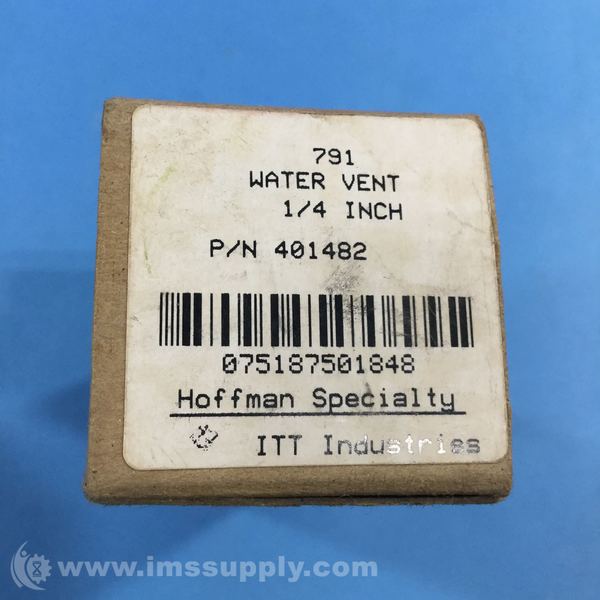 791
WATER VENT
1/4 INCH
P/N 401482
075187501848
Hoffman Specialty
ITT Industries
www.imssupply.com